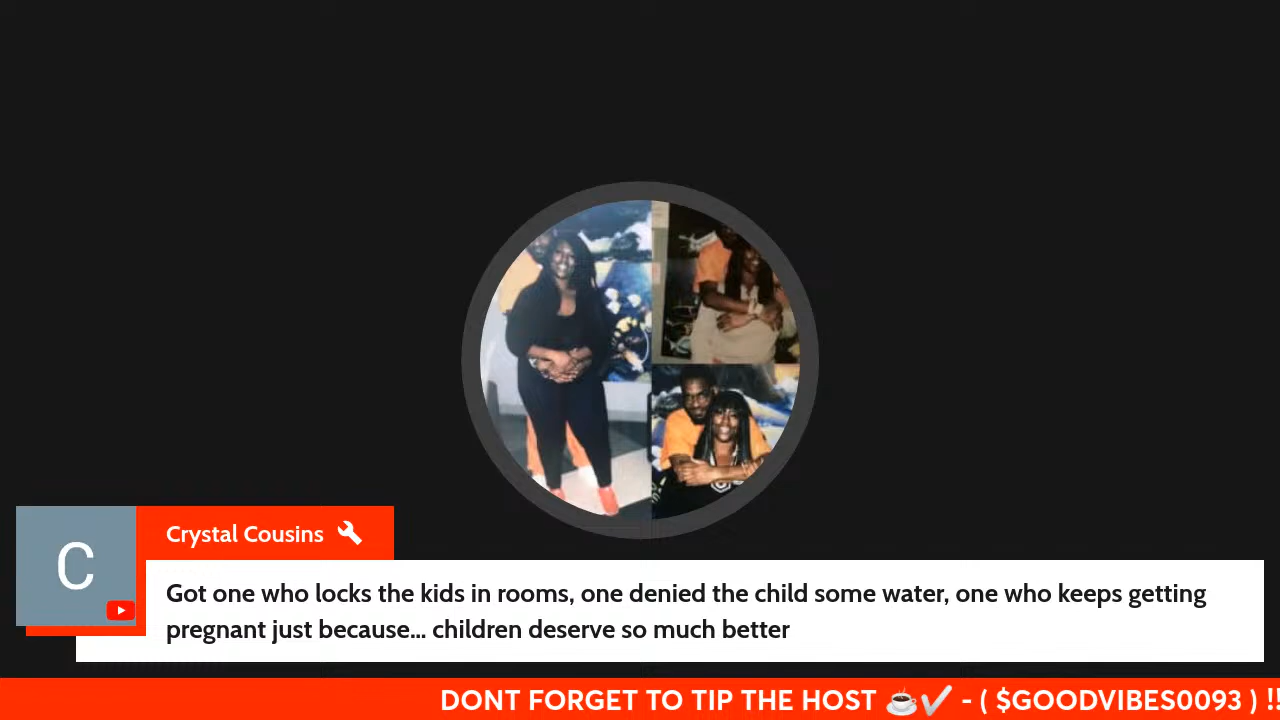 C
Crystal Cousins
Got one who locks the kids in rooms, one denied the child some water, one who keeps getting
pregnant just because... children deserve so much better
DONT FORGET TO TIP THE HOST ☕✔ - ( $GOODVIBES0093 ) !!